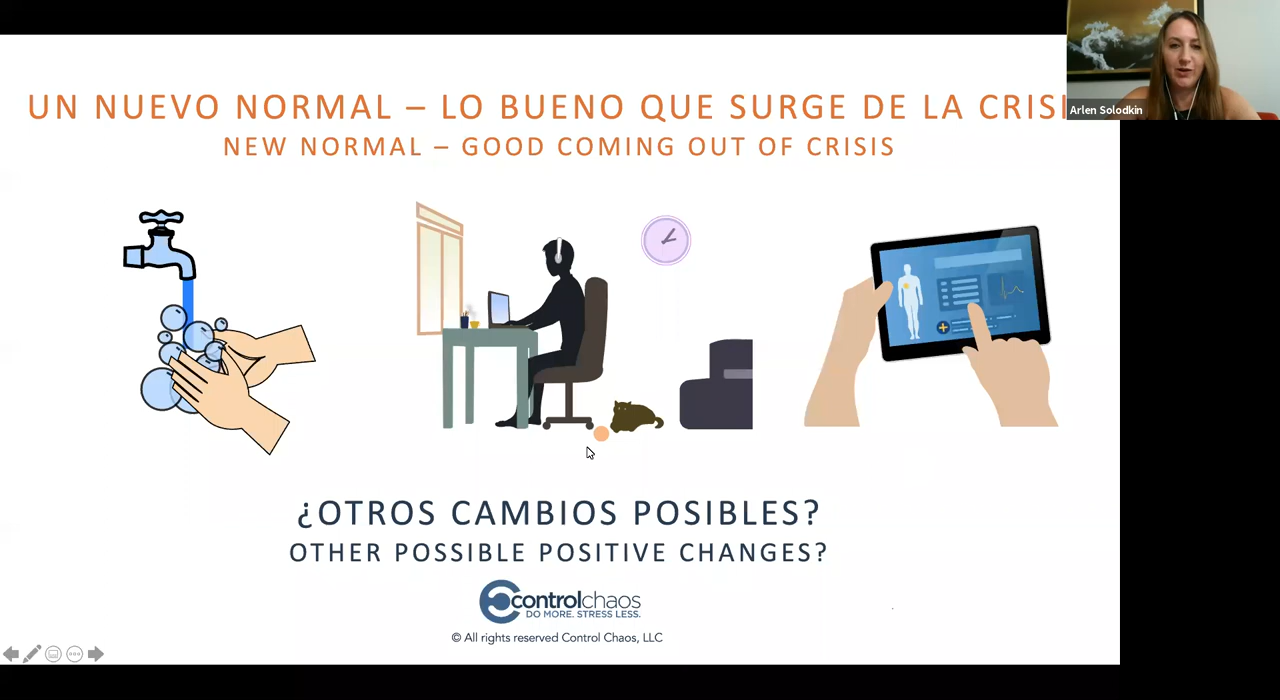 UN NUEVO NORMAL – LO BUENO QUE SURGE DE LA CRISI
NEW NORMAL – GOOD COMING OUT OF CRISIS
Arlen Solodkin
¿OTROS CAMBIOS POSIBLES?
OTHER POSSIBLE POSITIVE CHANGES?
controlchaos
DO MORE. STRESS LESS.
© All rights reserved Control Chaos, LLC